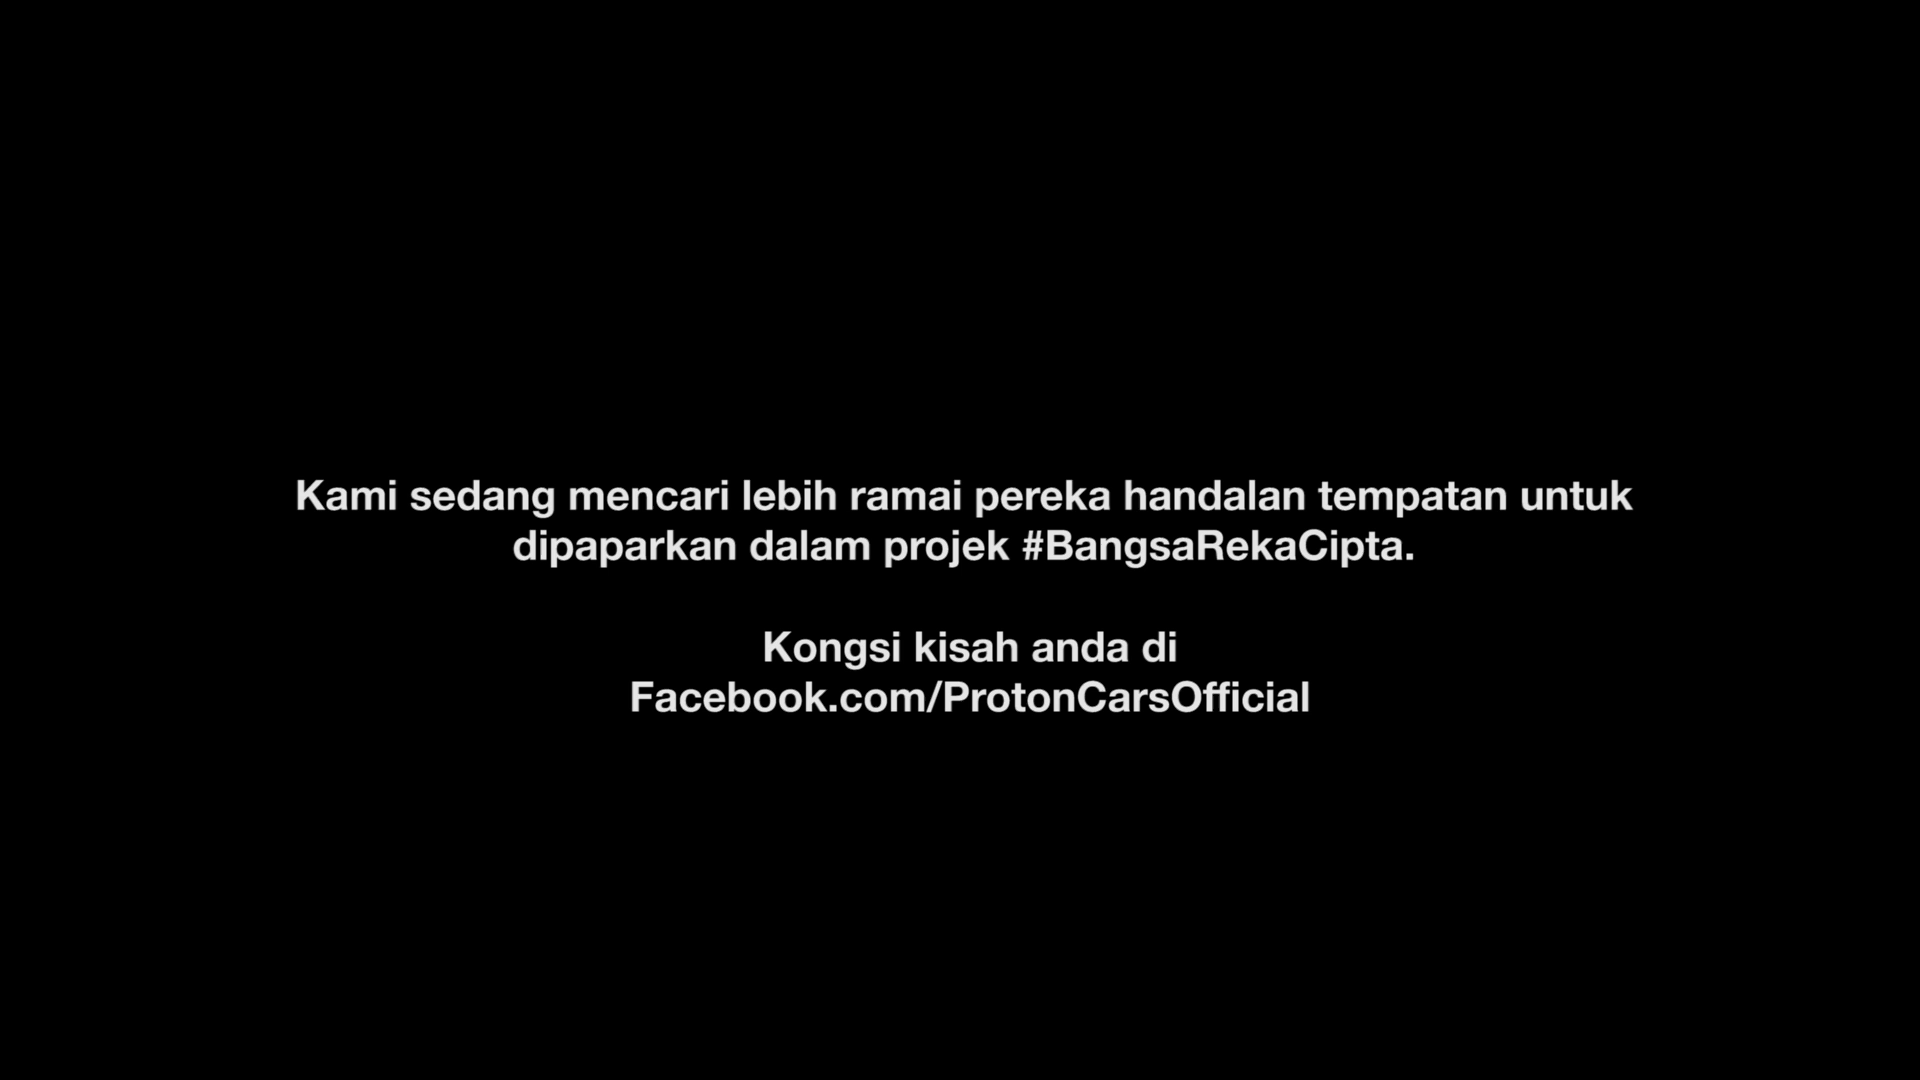 Kami sedang mencari lebih ramai pereka handalan tempatan untuk
dipaparkan dalam projek #BangsaRekaCipta.
Kongsi kisah anda di
Facebook.com/ProtonCarsOfficial